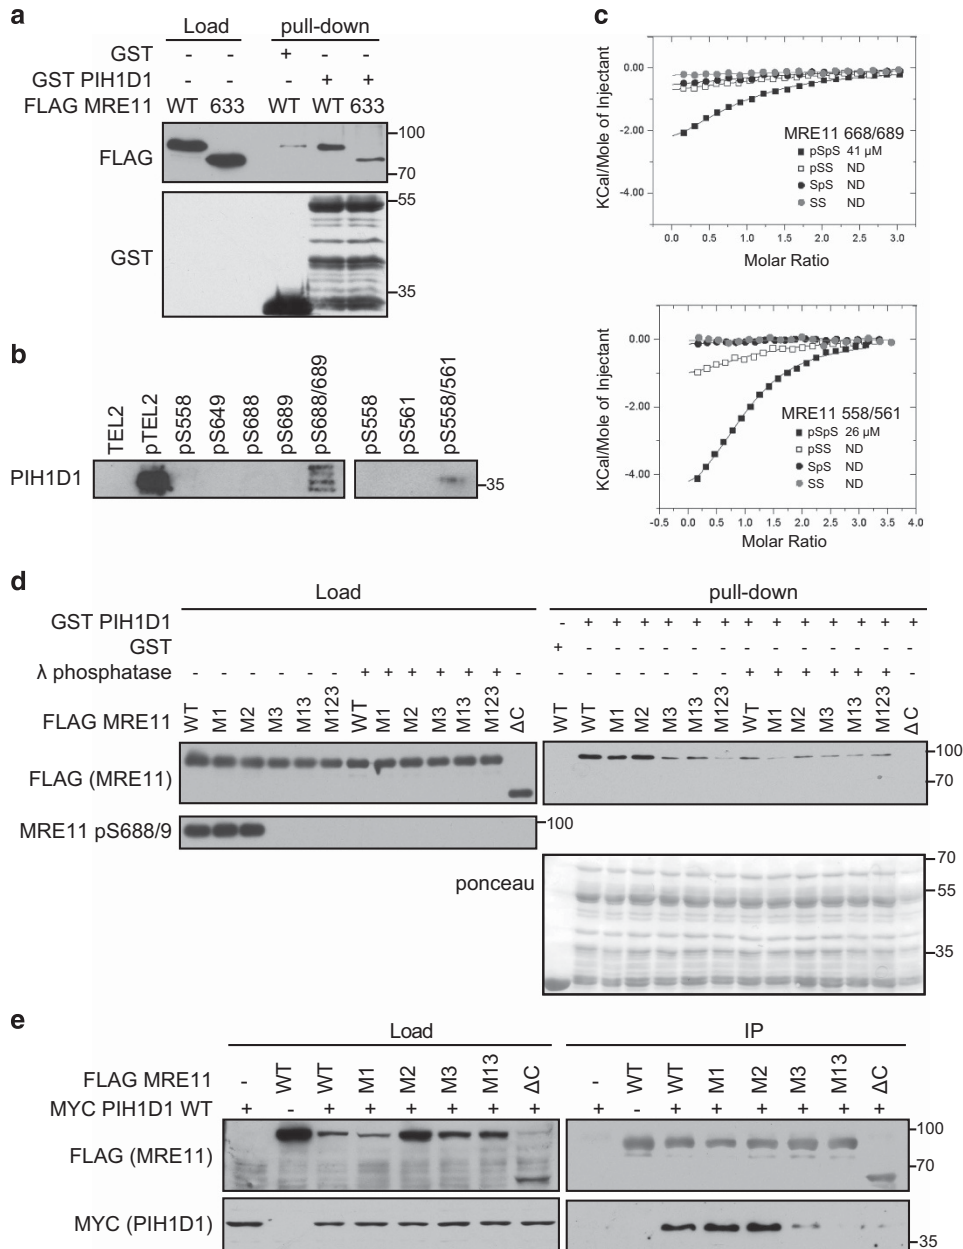 a
Load pull-down
GST - - + - -
GST PIH1D1 - - - + +
FLAG MRE11 WT 633 WT WT 633
FLAG
100
70
GST
55
35
b
TEL2 pTEL2 pS558 pS649 pS688 pS689 pS688/689 pS558 pS561 pS558/561
PIH1D1
35
c
KCal/Mole of Injectant
0.00
-2.00
-4.00
MRE11 668/689
pSpS 41 µM
pSS ND
SpS ND
SS ND
0.0 0.5 1.0 1.5 2.0 2.5 3.0
Molar Ratio
KCal/Mole of Injectant
0.00
-2.00
-4.00
MRE11 558/561
pSpS 26 µM
pSS ND
SpS ND
SS ND
-0.5 0.0 0.5 1.0 1.5 2.0 2.5 3.0 3.5 4.0
Molar Ratio
d
Load pull-down
GST PIH1D1 - + + + + + + + + + + + + +
GST + - - - - - - - - - - - - -
λ phosphatase - - - - - - + + + + + + - - - - - - - - + + + + + + -
FLAG MRE11 WT M1 M2 M3 M13 M123 WT M1 M2 M3 M13 M123 ΔC WT WT M1 M2 M3 M13 M123 WT M1 M2 M3 M13 M123 ΔC
FLAG (MRE11)
100
70
MRE11 pS688/9
100
ponceau
70
55
35
e
Load IP
FLAG MRE11 - WT WT M1 M2 M3 M13 ΔC - WT WT M1 M2 M3 M13 ΔC
MYC PIH1D1 WT + - + + + + + + + - + + + + + +
FLAG (MRE11)
100
70
MYC (PIH1D1)
35